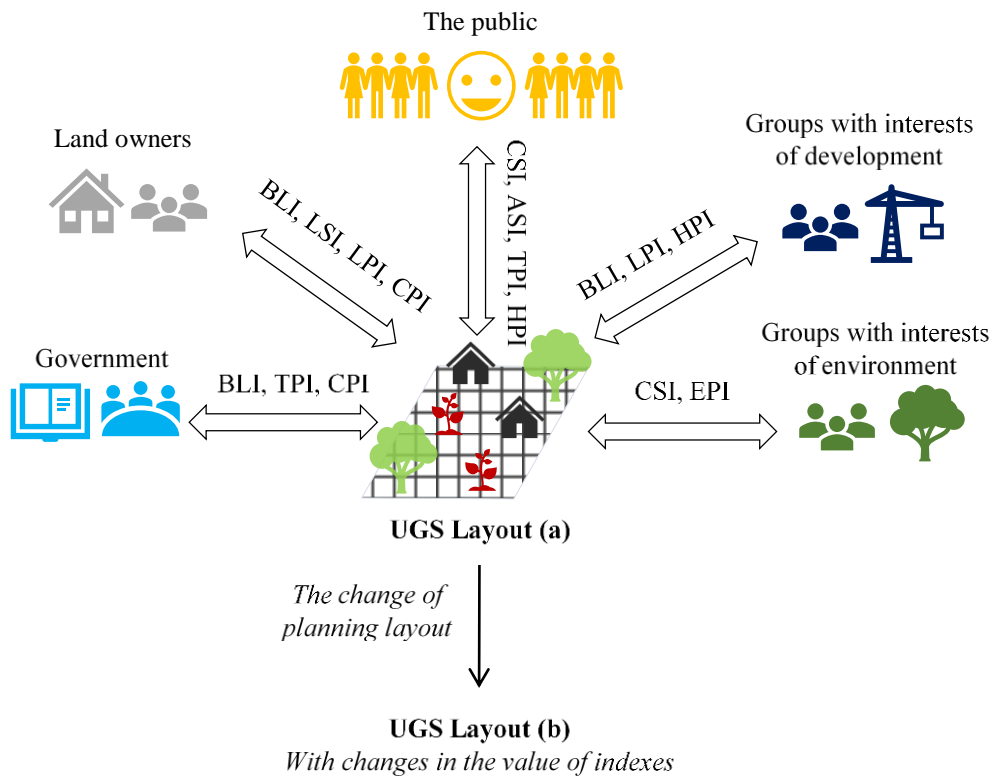 The public
Land owners
Groups with interests
of development
BLI, LSI, LPI, CPI
CSI, ASI, TPI, HPI
BLI, LPI, HPI
Government
BLI, TPI, CPI
Groups with interests
of environment
CSI, EPI
UGS Layout (a)
The change of
planning layout
UGS Layout (b)
With changes in the value of indexes